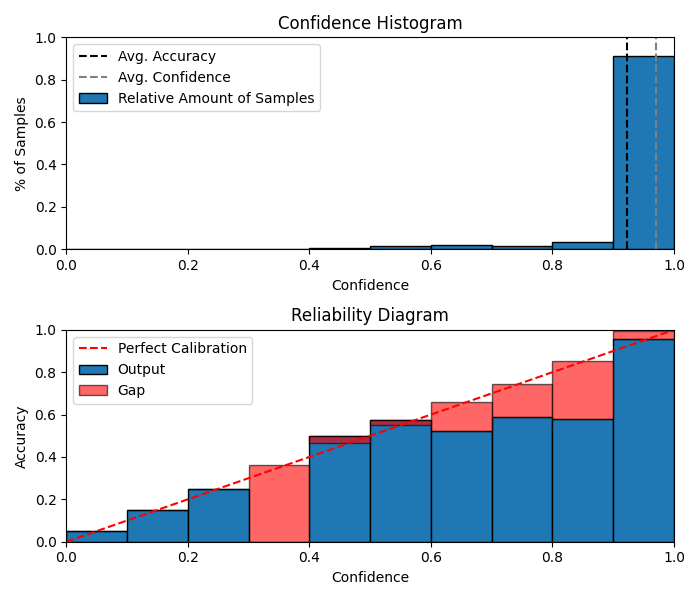 Confidence Histogram
1.0
0.8
0.6
0.4
0.2
0.0
% of Samples
Avg. Accuracy
Avg. Confidence
Relative Amount of Samples
0.0 0.2 0.4 0.6 0.8 1.0
Confidence
Reliability Diagram
1.0
0.8
0.6
0.4
0.2
0.0
Accuracy
Perfect Calibration
Output
Gap
0.0 0.2 0.4 0.6 0.8 1.0
Confidence